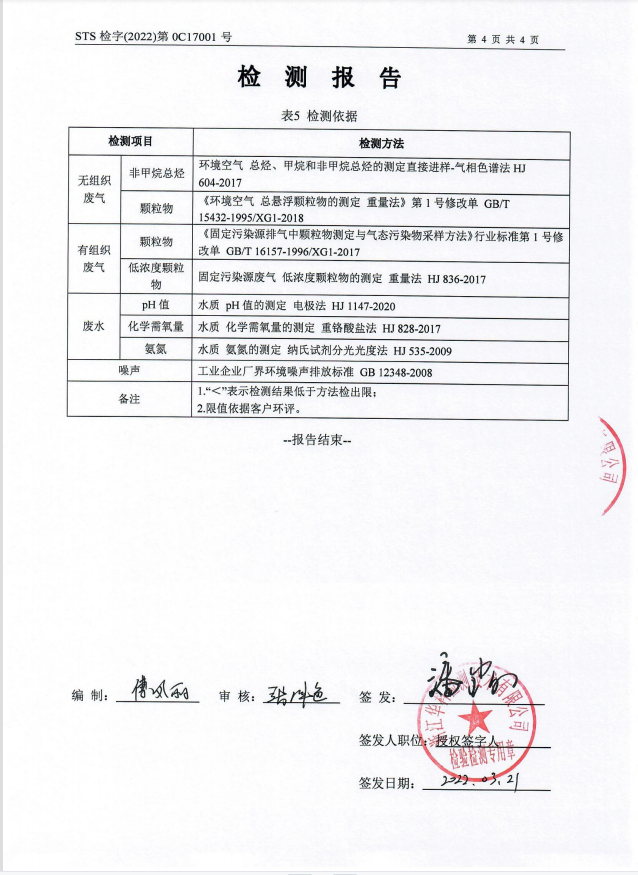 STS 检字(2022)第 0C17001 号
第 4 页 共 4 页
检 测 报 告
表5 检测依据
检测项目
检测方法
无组织
废气
非甲烷总烃
环境空气 总烃、甲烷和非甲烷总烃的测定直接进样-气相色谱法 HJ
604-2017
颗粒物
《环境空气 总悬浮颗粒物的测定 重量法》第 1 号修改单 GB/T
15432-1995/XG1-2018
有组织
废气
颗粒物
《固定污染源排气中颗粒物测定与气态污染物采样方法》行业标准第 1 号修
改单 GB/T 16157-1996/XG1-2017
低浓度颗粒
物
固定污染源废气 低浓度颗粒物的测定 重量法 HJ 836-2017
废水
pH 值
水质 pH 值的测定 电极法 HJ 1147-2020
化学需氧量
水质 化学需氧量的测定 重铬酸盐法 HJ 828-2017
氨氮
水质 氨氮的测定 纳氏试剂分光光度法 HJ 535-2009
噪声
工业企业厂界环境噪声排放标准 GB 12348-2008
备注
1.“＜”表示检测结果低于方法检出限；
2.限值依据客户环评。
--报告结束--
限公司
编 制：
审 核：
签 发：
签发人职位：授权签字人
检验检测专用章
签发日期：2022.03.21